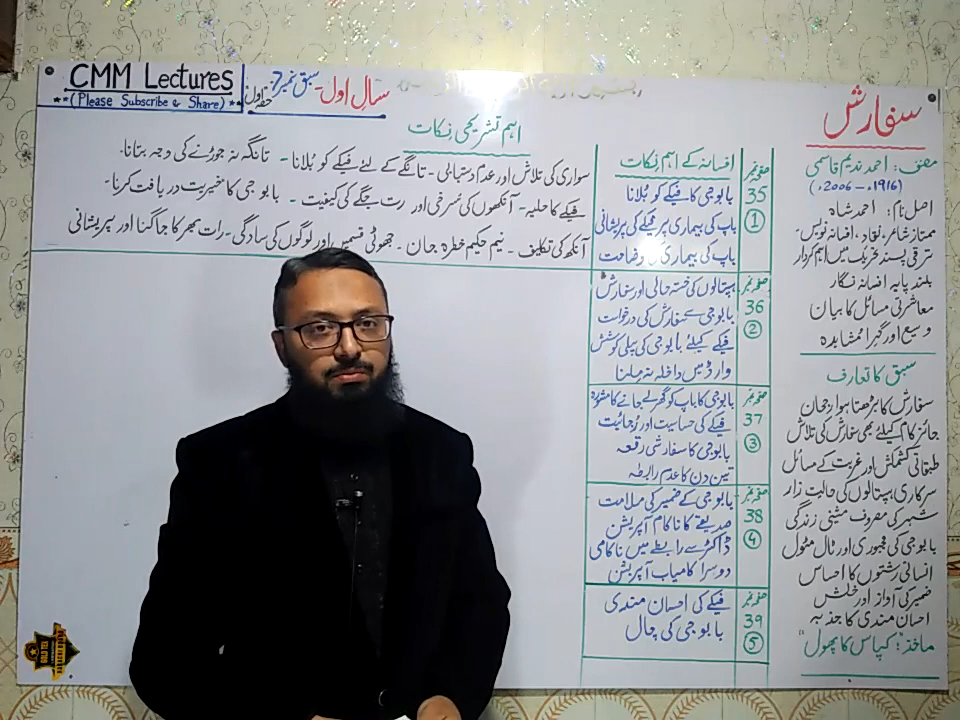 CMM Lectures
**(Please Subscribe & Share)**
سال اول - سبق نمبر 7
حصہ اول
سفارش
مصنف: احمد ندیم قاسمی
(1916ء - 2006ء)
اصل نام: احمد شاہ
ممتاز شاعر، نقاد، افسانہ نویس۔
ترقی پسند تحریک میں اہم کردار
بلند پایہ افسانہ نگار
معاشرتی مسائل کا بیان
وسیع اور گہرا مشاہدہ
سبق کا تعارف
سفارش کا بڑھتا ہوا رجحان
جائز کام کیلئے بھی سفارش کی تلاش
طبقاتی کشمکش اور غربت کے مسائل
سرکاری ہسپتالوں کی حالت زار
شہر کی مصروف مشینی زندگی
بابو جی کی مجبوری اور ٹال مٹول
انسانی رشتوں کا احساس
ضمیر کی آواز اور خلش
احسان مندی کا جذبہ
ماخذ: "کپاس کا پھول"
صفحہ نمبر
افسانہ کے اہم نکات
35
1
بابو جی کا فیکے کو بلانا
باپ کی بیماری پر فیکے کی پریشانی
باپ کی بیماری کی وضاحت
صفحہ نمبر
36
2
ہسپتالوں کی خستہ حالی اور سفارش
بابو جی سے سفارش کی درخواست
فیکے کیلئے بابو جی کی پہلی کوشش
وارڈ میں داخلہ نہ ملنا
صفحہ نمبر
37
3
بابو جی کا باپ کو گھر لے جانے کا مشورہ
فیکے کی حساسیت اور رجائیت
بابو جی کا سفارشی رقعہ
تین دن کا عدم رابطہ
صفحہ نمبر
38
4
بابو جی کے ضمیر کی ملامت
صدیقے کا ناکام آپریشن
ڈاکٹر سے رابطے میں ناکامی
دوسرا کامیاب آپریشن
صفحہ نمبر
39
5
فیکے کی احسان مندی
بابو جی کی چال
اہم تشریحی نکات
سواری کی تلاش اور عدم دستیابی - تانگے کے لئے فیکے کو بلانا - تانگہ نہ جوڑنے کی وجہ بتانا۔
فیکے کا حلیہ - آنکھوں کی سُرخی اور رت جگے کی کیفیت - بابو جی کا خیریت دریافت کرنا۔
آنکھ کی تکلیف - نیم حکیم خطرہ جان - جھوٹی قسمیں اور لوگوں کی سادگی - رات بھر کا جاگنا اور پریشانی